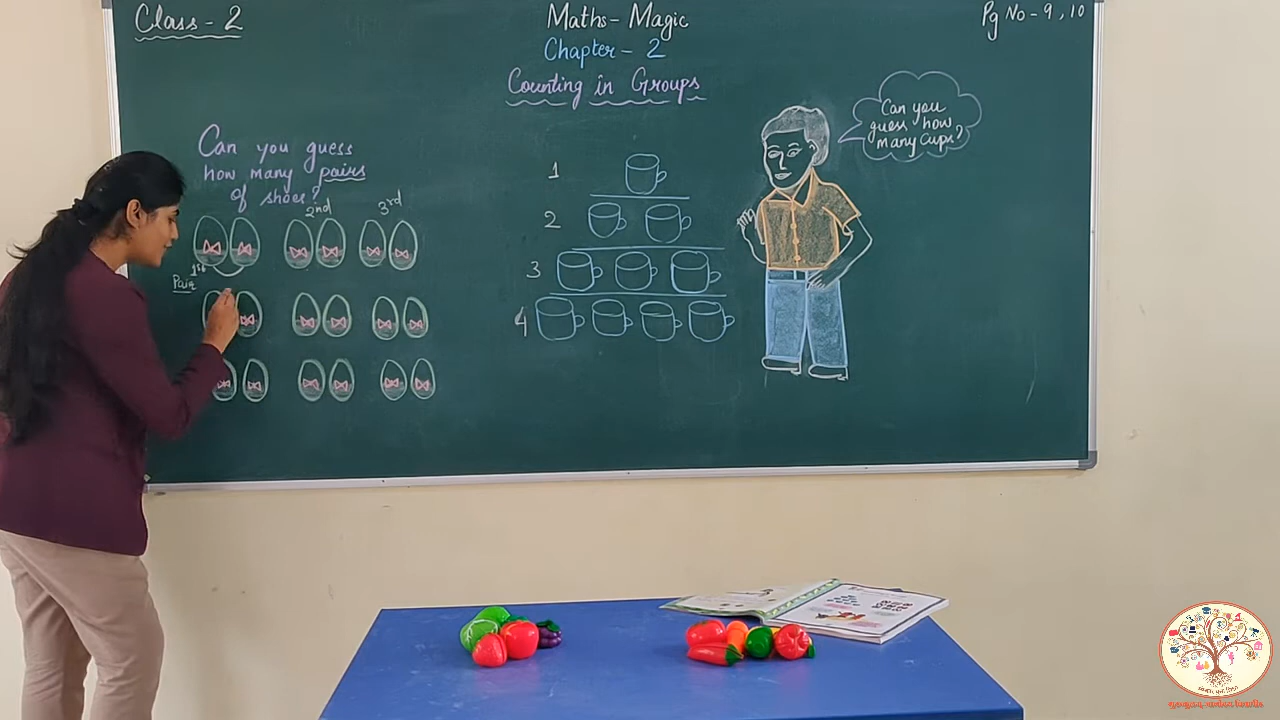 Class - 2
Maths - Magic
Pg No - 9, 10
Chapter - 2
Counting in Groups
Can you guess
how many pairs
of shoes?
2nd
3rd
1st
Pair
1
2
3
4
Can you
guess how
many cups?